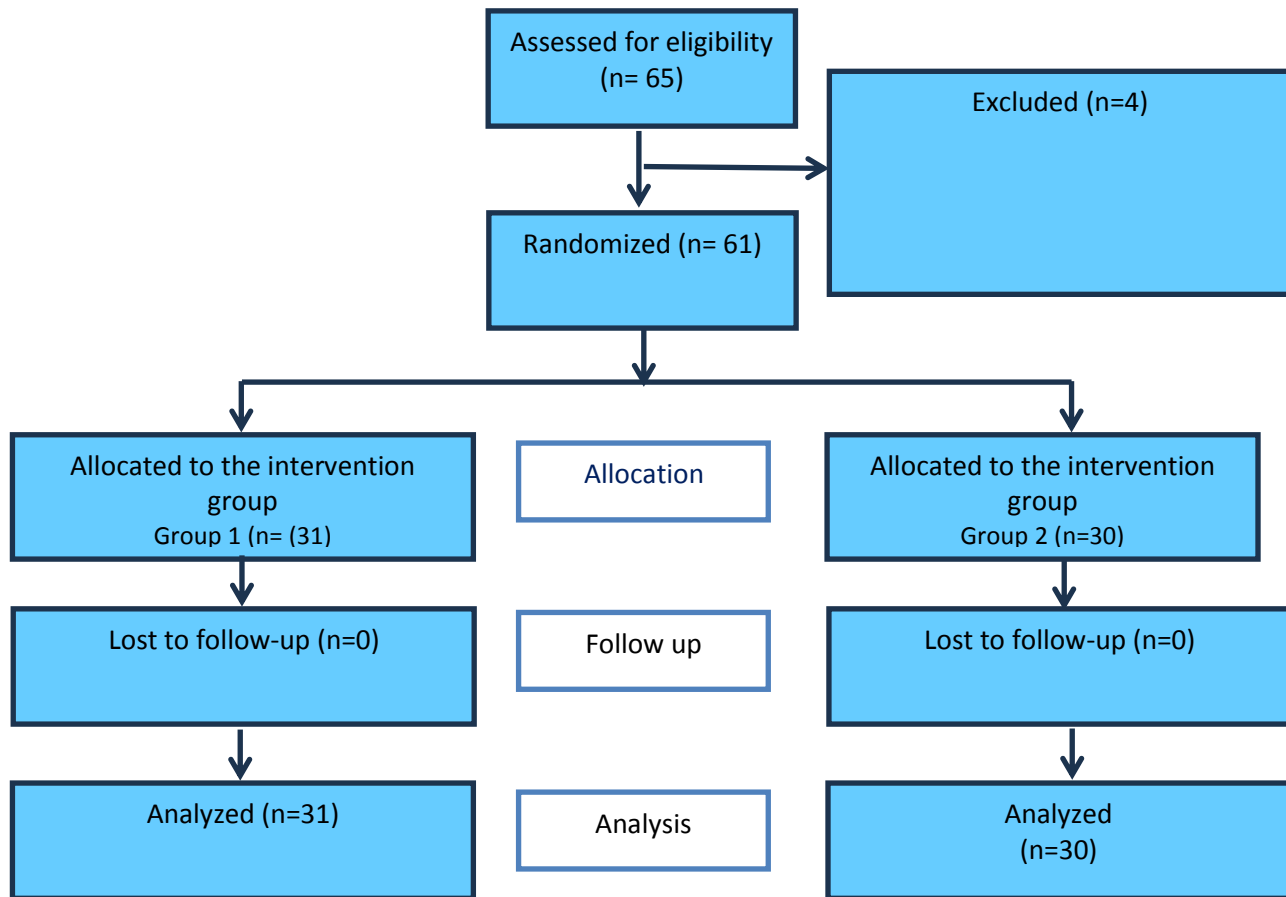 Assessed for eligibility
(n= 65)
Excluded (n=4)
Randomized (n= 61)
Allocated to the intervention
group
Group 1 (n= (31)
Allocation
Allocated to the intervention
group
Group 2 (n=30)
Lost to follow-up (n=0)
Follow up
Lost to follow-up (n=0)
Analyzed (n=31)
Analysis
Analyzed
(n=30)